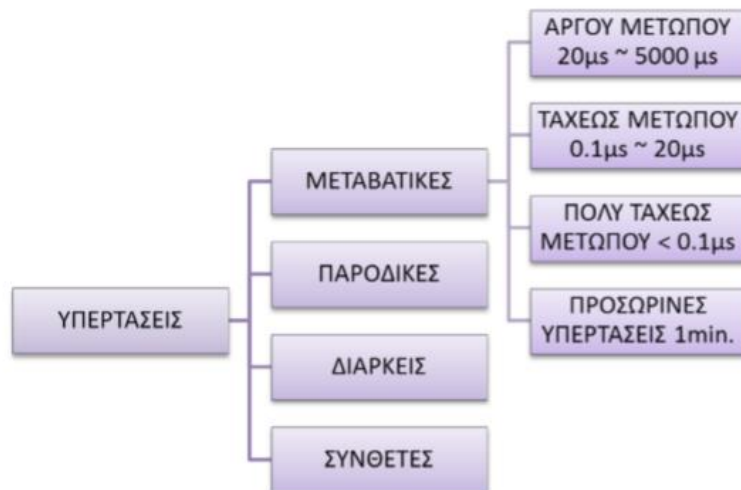 ΥΠΕΡΤΑΣΕΙΣ
ΜΕΤΑΒΑΤΙΚΕΣ
ΠΑΡΟΔΙΚΕΣ
ΔΙΑΡΚΕΙΣ
ΣΥΝΘΕΤΕΣ
ΑΡΓΟΥ ΜΕΤΩΠΟΥ
20μs ~ 5000 μs
ΤΑΧΕΩΣ ΜΕΤΩΠΟΥ
0.1μs ~ 20μs
ΠΟΛΥ ΤΑΧΕΩΣ
ΜΕΤΩΠΟΥ < 0.1μs
ΠΡΟΣΩΡΙΝΕΣ
ΥΠΕΡΤΑΣΕΙΣ 1min.